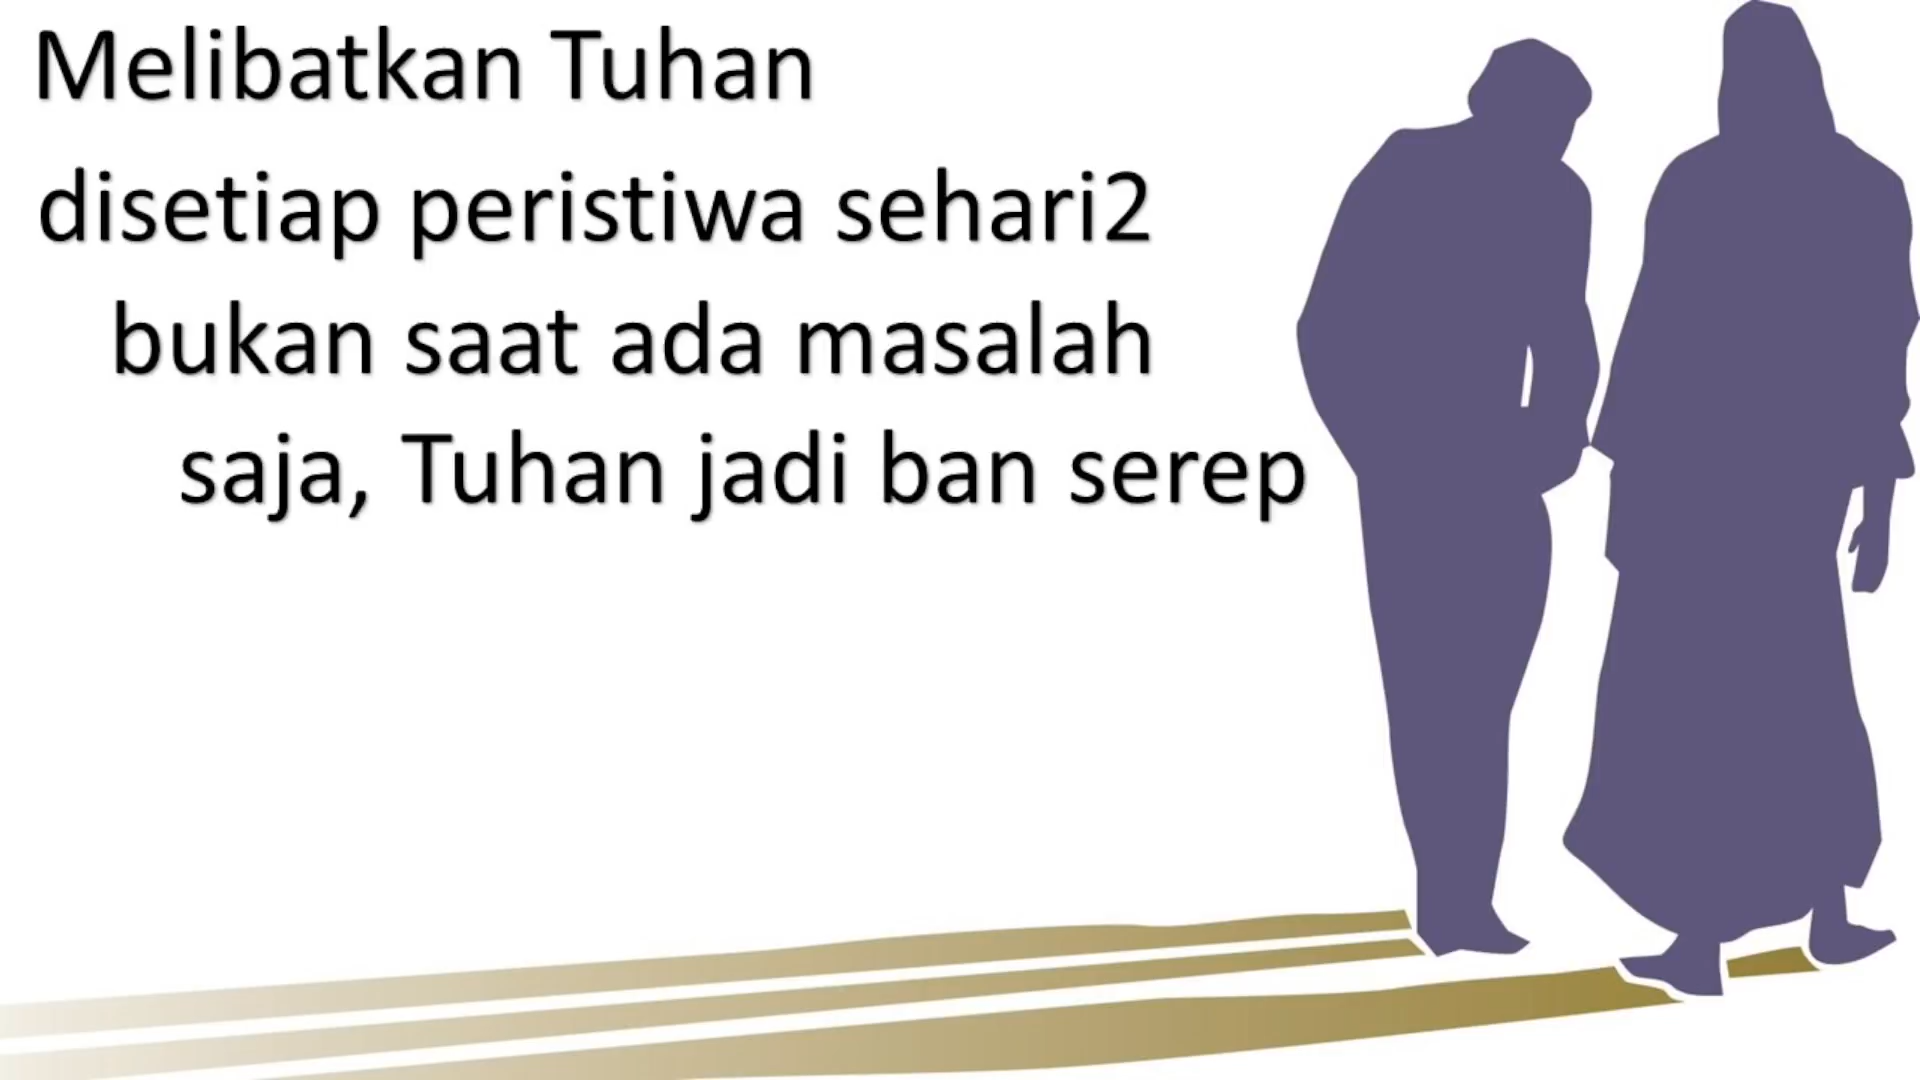 Melibatkan Tuhan
disetiap peristiwa sehari2
bukan saat ada masalah
saja, Tuhan jadi ban serep